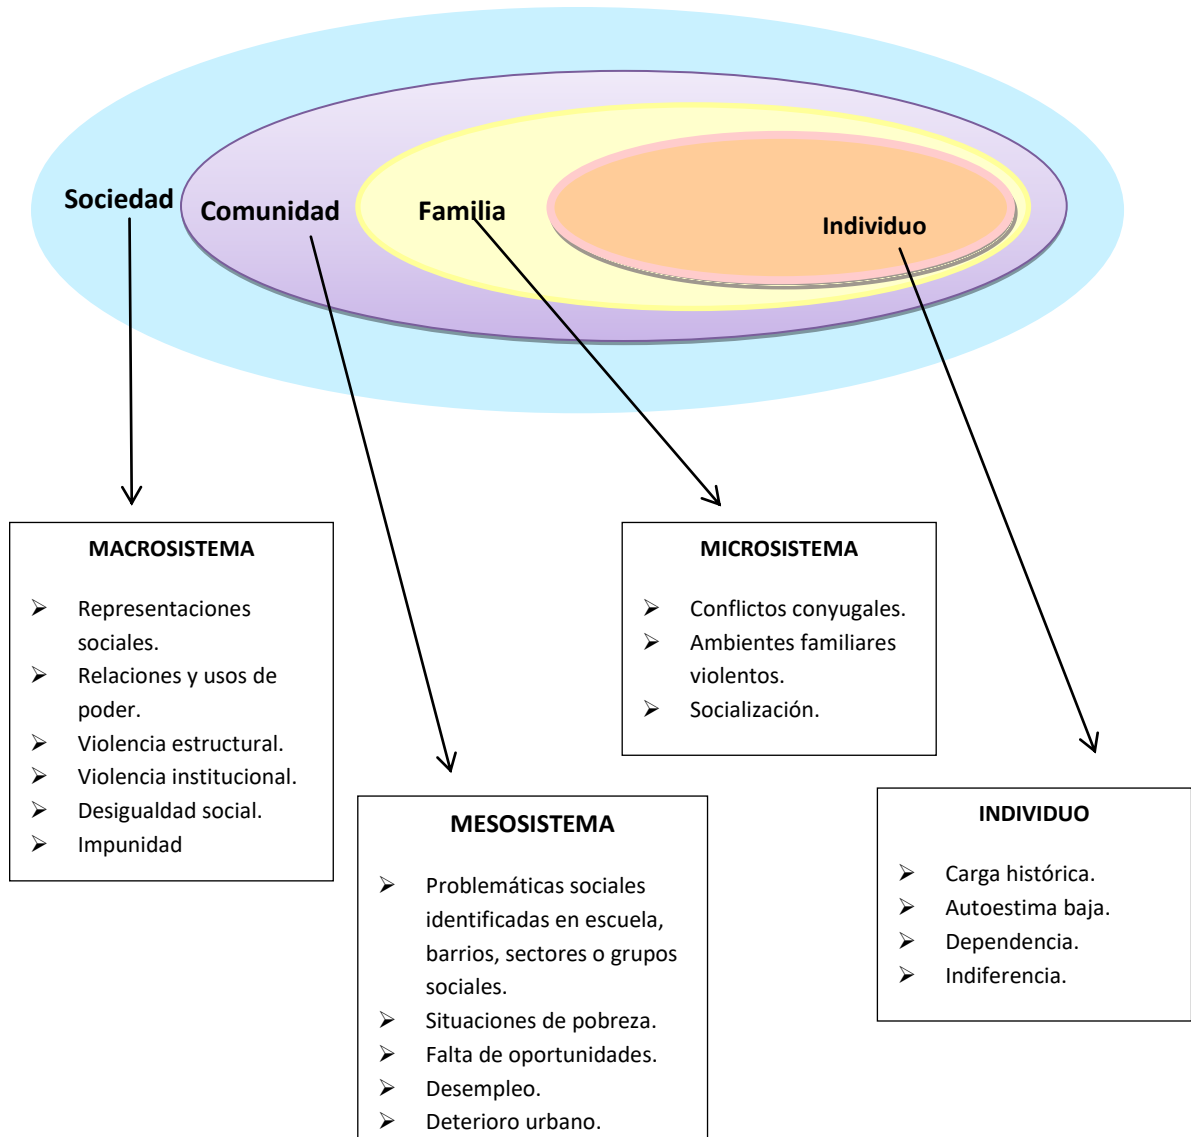 Sociedad
Comunidad
Familia
Individuo
MACROSISTEMA
➢ Representaciones
sociales.
➢ Relaciones y usos de
poder.
➢ Violencia estructural.
➢ Violencia institucional.
➢ Desigualdad social.
➢ Impunidad
MESOSISTEMA
➢ Problemáticas sociales
identificadas en escuela,
barrios, sectores o grupos
sociales.
➢ Situaciones de pobreza.
➢ Falta de oportunidades.
➢ Desempleo.
➢ Deterioro urbano.
MICROSISTEMA
➢ Conflictos conyugales.
➢ Ambientes familiares
violentos.
➢ Socialización.
INDIVIDUO
➢ Carga histórica.
➢ Autoestima baja.
➢ Dependencia.
➢ Indiferencia.